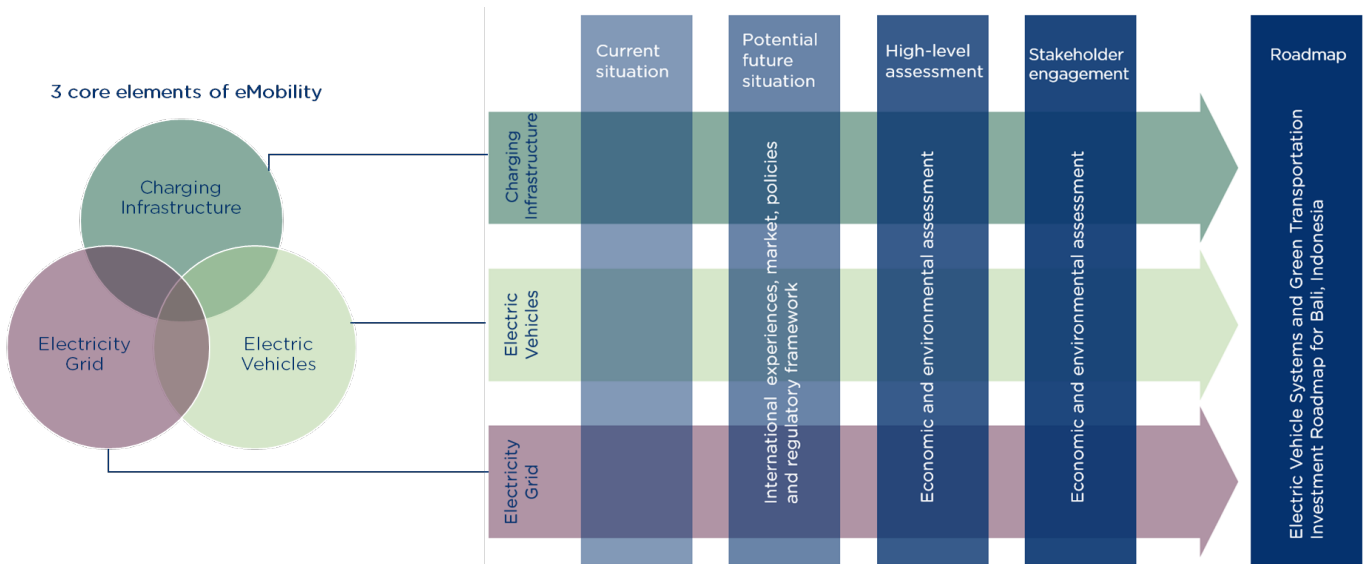 3 core elements of eMobility
Charging
Infrastructure
Electricity
Grid
Electric
Vehicles
Current
situation
Potential
future
situation
High-level
assessment
Stakeholder
engagement
Roadmap
Charging
Infrastructure
Electric
Vehicles
Electricity
Grid
International experiences, market, policies
and regulatory framework
Economic and environmental assessment
Economic and environmental assessment
Electric Vehicle Systems and Green Transportation
Investment Roadmap for Bali, Indonesia